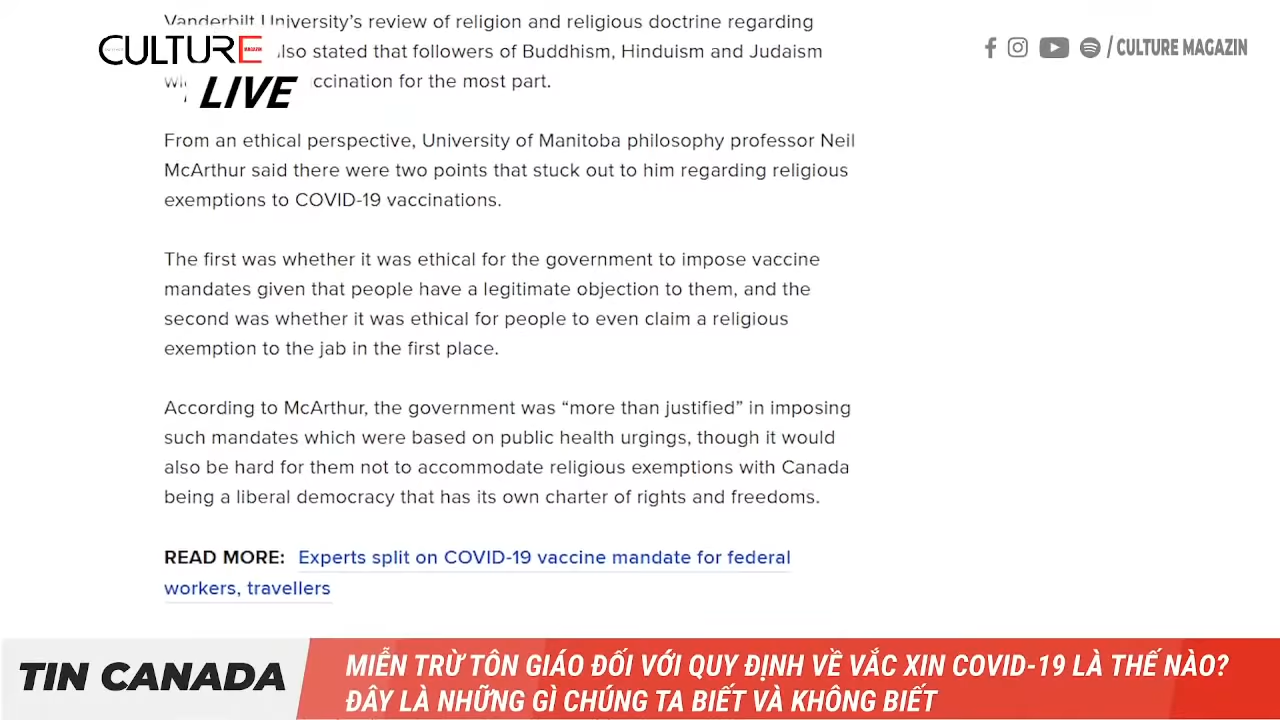 Vanderbilt University’s review of religion and religious doctrine regarding
also stated that followers of Buddhism, Hinduism and Judaism
vaccination for the most part.
CULTURE MAGAZIN
LIVE
/ CULTURE MAGAZIN
From an ethical perspective, University of Manitoba philosophy professor Neil
McArthur said there were two points that stuck out to him regarding religious
exemptions to COVID-19 vaccinations.
The first was whether it was ethical for the government to impose vaccine
mandates given that people have a legitimate objection to them, and the
second was whether it was ethical for people to even claim a religious
exemption to the jab in the first place.
According to McArthur, the government was “more than justified” in imposing
such mandates which were based on public health urgings, though it would
also be hard for them not to accommodate religious exemptions with Canada
being a liberal democracy that has its own charter of rights and freedoms.
READ MORE: Experts split on COVID-19 vaccine mandate for federal
workers, travellers
TIN CANADA
MIỄN TRỪ TÔN GIÁO ĐỐI VỚI QUY ĐỊNH VỀ VẮC XIN COVID-19 LÀ THẾ NÀO?
ĐÂY LÀ NHỮNG GÌ CHÚNG TA BIẾT VÀ KHÔNG BIẾT